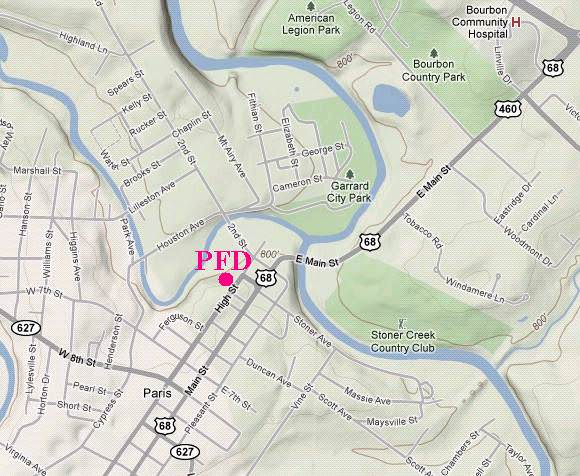 Bourbon
Community
Hospital
H
American
Legion Park
Legion Rd
Highland Ln
800'
Linville Dr
68
Bourbon
Country Park
460
Spears St
Kelly St
Rucker St
Chaplin St
Fithian St
Elizabeth St
George St
2nd St
Mt Airy Ave
Brooks St
Cameron St
Garrard
City Park
E Main St
Marshall St
Lilleston Ave
Eastridge Dr
Cardinal Ln
Hanson St
Park Ave
Houston Ave
2nd St
Tobacco Rd
Woodmont Dr
Williams St
Higgins Ave
68
PFD
800'
E Main St
68
Windamere Ln
W 7th St
High St
800'
627
Ferguson St
Henderson St
Stoner Ave
Stoner Creek
Country Club
W 8th St
Lylesville St
Horton Dr
Pearl St
Short St
Cypress St
Paris
Main St
Duncan Ave
E 7th St
Pleasant St
Vine St
Massie Ave
Scott Ave
Maysville St
68
627
Virginia Ave
Scott Ave
Chambers St
Taylor Ave